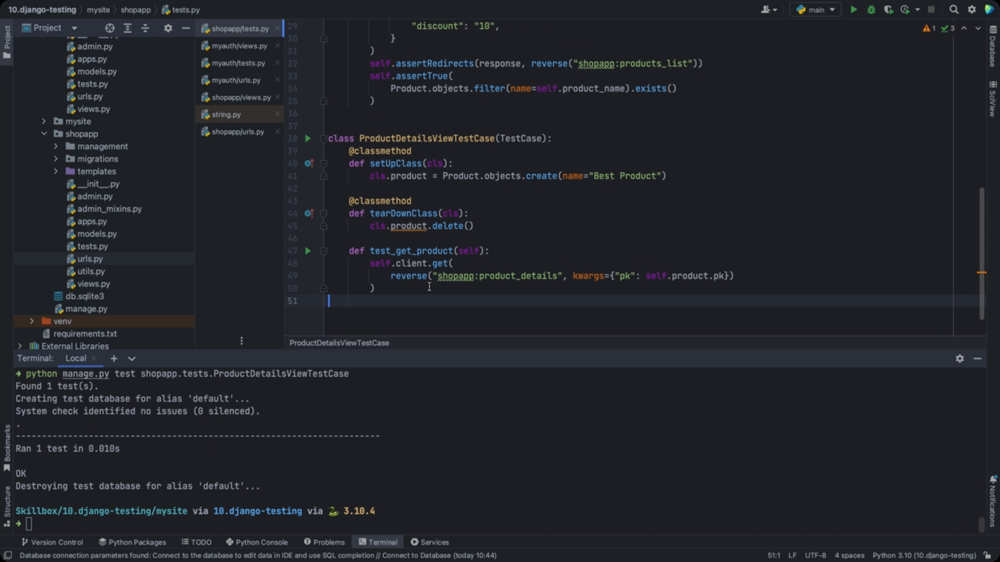 10.django-testing mysite shopapp tests.py
main
Project
admin.py
apps.py
models.py
tests.py
urls.py
views.py
mysite
shopapp
management
migrations
templates
__init__.py
admin.py
admin_mixins.py
apps.py
models.py
tests.py
urls.py
utils.py
views.py
db.sqlite3
manage.py
venv
requirements.txt
External Libraries
shopapp/tests.py
myauth/views.py
myauth/tests.py
myauth/urls.py
shopapp/views.py
string.py
shopapp/urls.py
1 3
29 "discount": "10",
30 }
31 )
32 self.assertRedirects(response, reverse("shopapp:products_list"))
33 self.assertTrue(
34 Product.objects.filter(name=self.product_name).exists()
35 )
36
37
38 class ProductDetailsViewTestCase(TestCase):
39 @classmethod
40 def setUpClass(cls):
41 cls.product = Product.objects.create(name="Best Product")
42
43 @classmethod
44 def tearDownClass(cls):
45 cls.product.delete()
46
47 def test_get_product(self):
48 self.client.get(
49 reverse("shopapp:product_details", kwargs={"pk": self.product.pk})
50 )
51
ProductDetailsViewTestCase
Project
Bookmarks
Structure
Database
SciView
Notifications
Terminal: Local
python manage.py test shopapp.tests.ProductDetailsViewTestCase
Found 1 test(s).
Creating test database for alias 'default'...
System check identified no issues (0 silenced).
.
----------------------------------------------------------------------
Ran 1 test in 0.010s
OK
Destroying test database for alias 'default'...
Skillbox/10.django-testing/mysite via 10.django-testing via 3.10.4
Version Control Python Packages TODO Python Console Problems Terminal Services
Database connection parameters found: Connect to the database to edit data in IDE and use SQL completion // Connect to Database (today 10:44) 51:1 LF UTF-8 4 spaces Python 3.10 (10.django-testing)